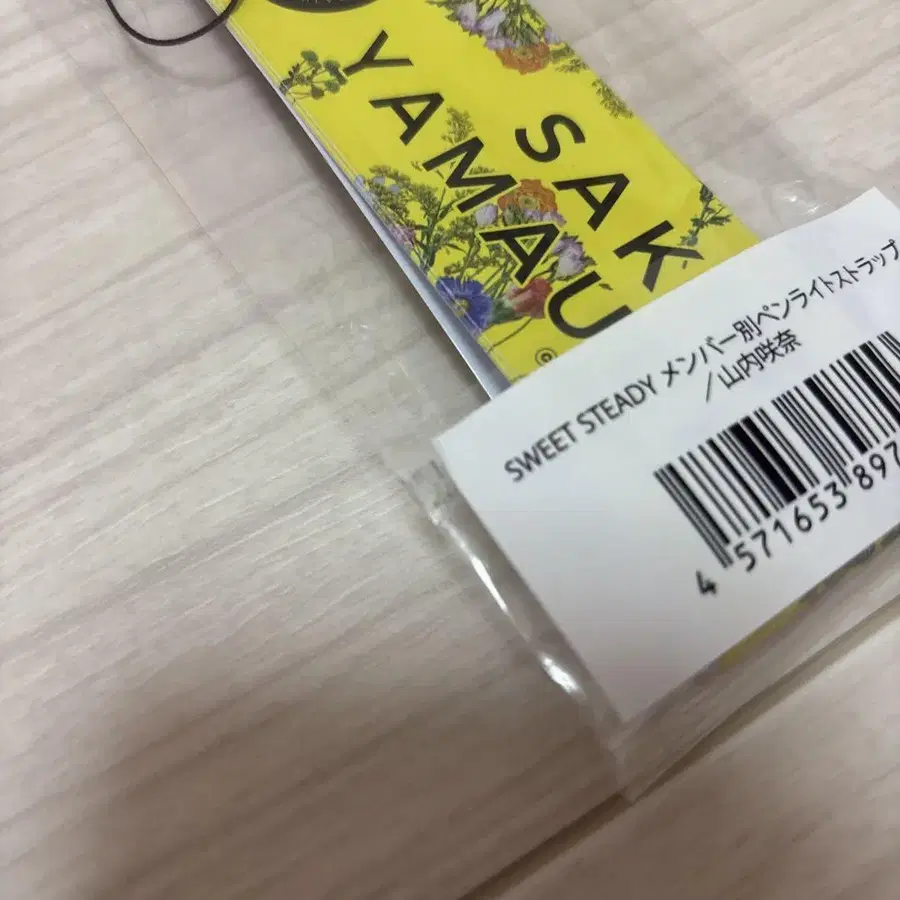 SAK
YAMAU
©
SWEET STEADY メンバー別ペンライトストラップ
/ 山内咲奈
4 571653 897